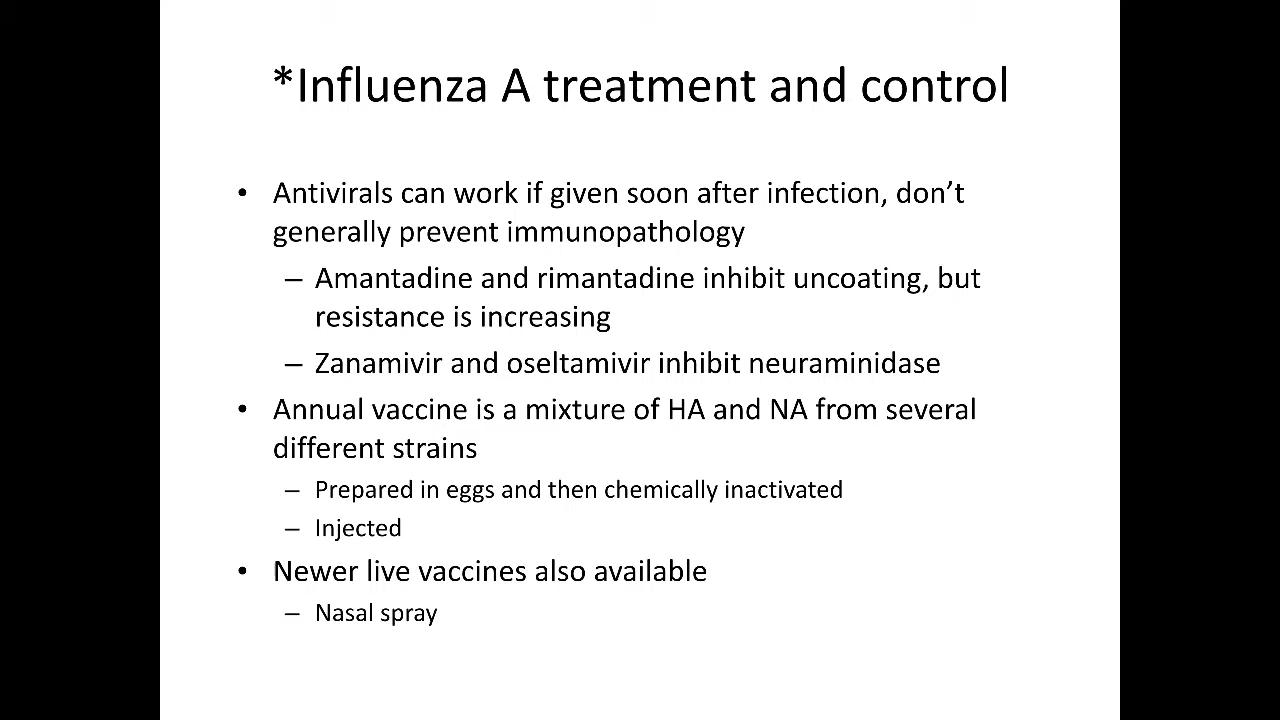 *Influenza A treatment and control
• Antivirals can work if given soon after infection, don’t
generally prevent immunopathology
– Amantadine and rimantadine inhibit uncoating, but
resistance is increasing
– Zanamivir and oseltamivir inhibit neuraminidase
• Annual vaccine is a mixture of HA and NA from several
different strains
– Prepared in eggs and then chemically inactivated
– Injected
• Newer live vaccines also available
– Nasal spray